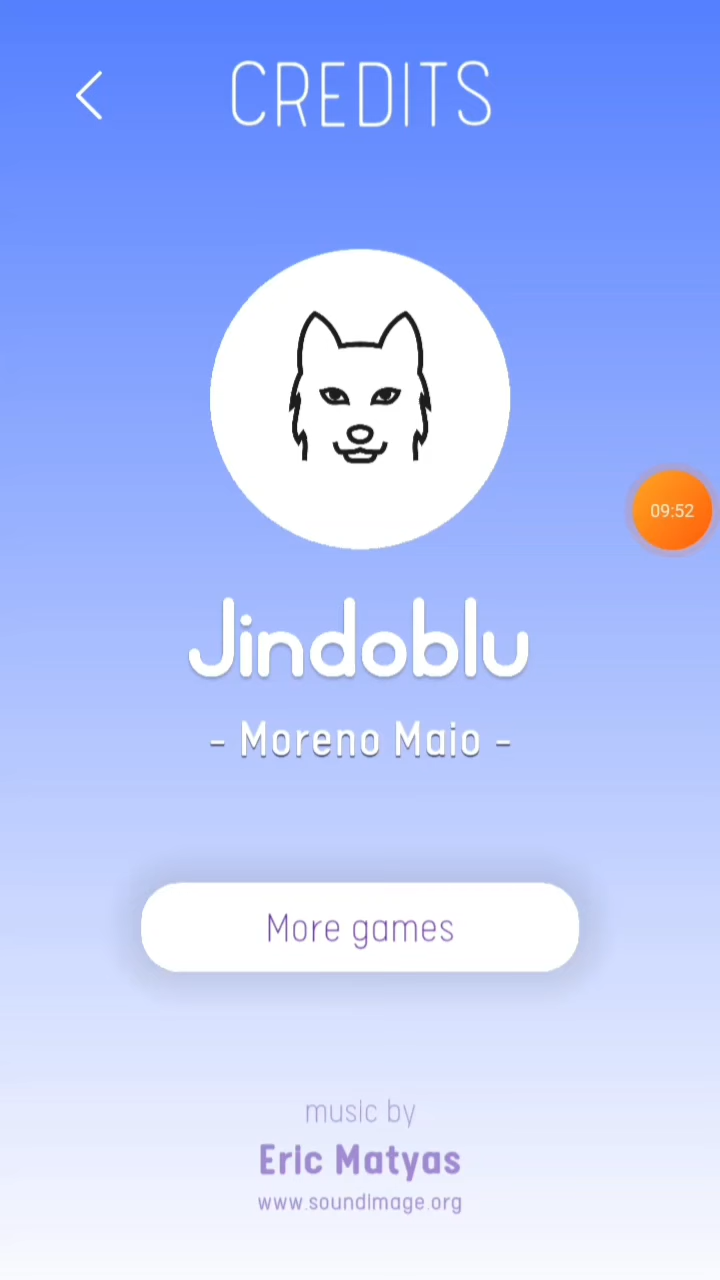 CREDITS
09:52
Jindoblu
- Moreno Maio -
More games
music by
Eric Matyas
www.soundimage.org